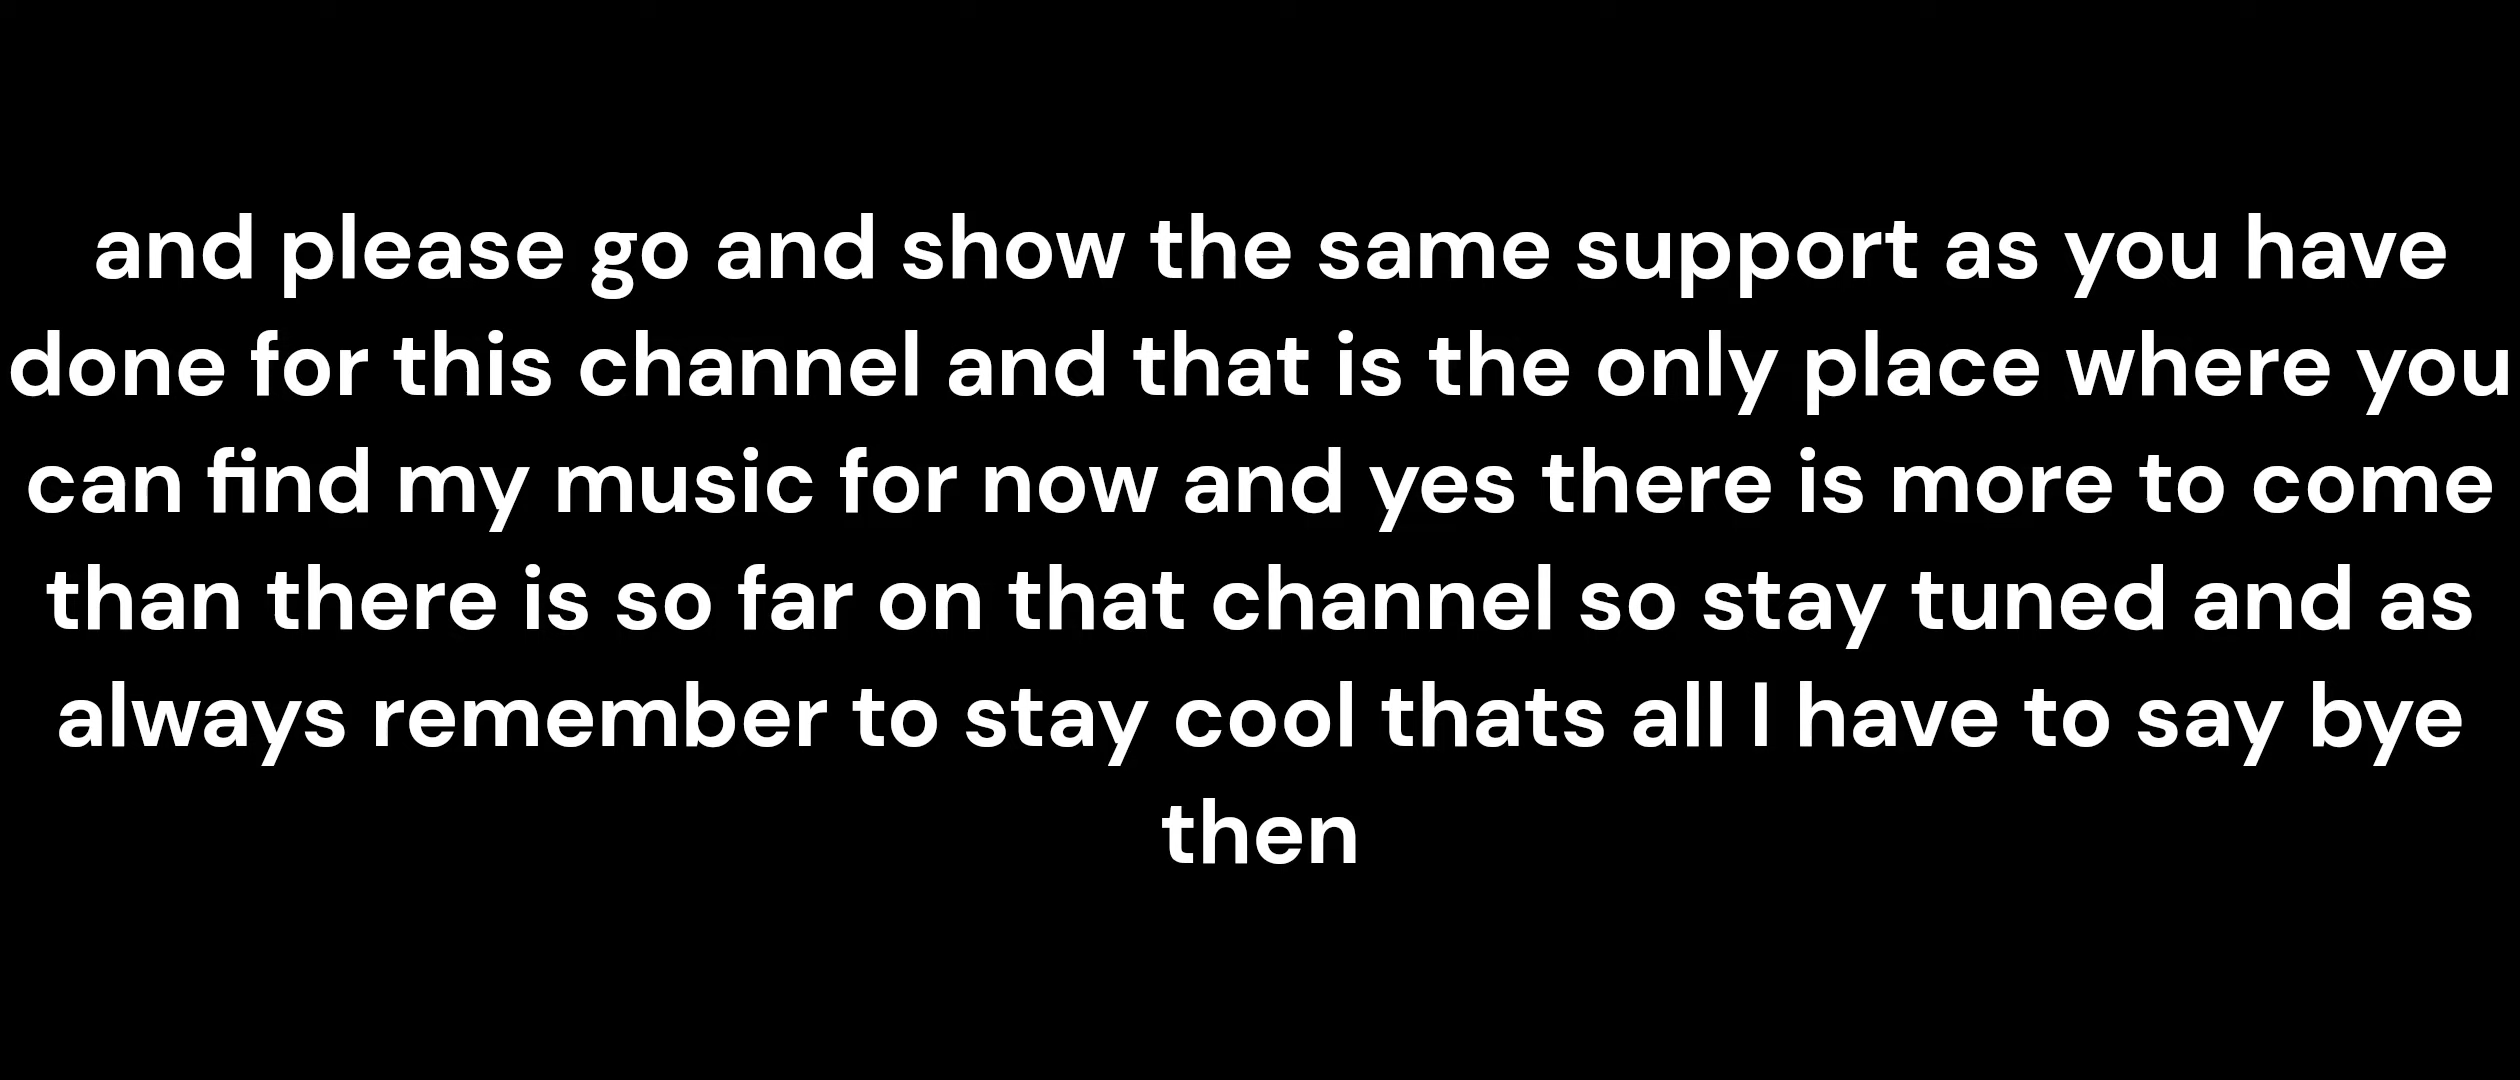 and please go and show the same support as you have
done for this channel and that is the only place where you
can find my music for now and yes there is more to come
than there is so far on that channel so stay tuned and as
always remember to stay cool thats all I have to say bye
then